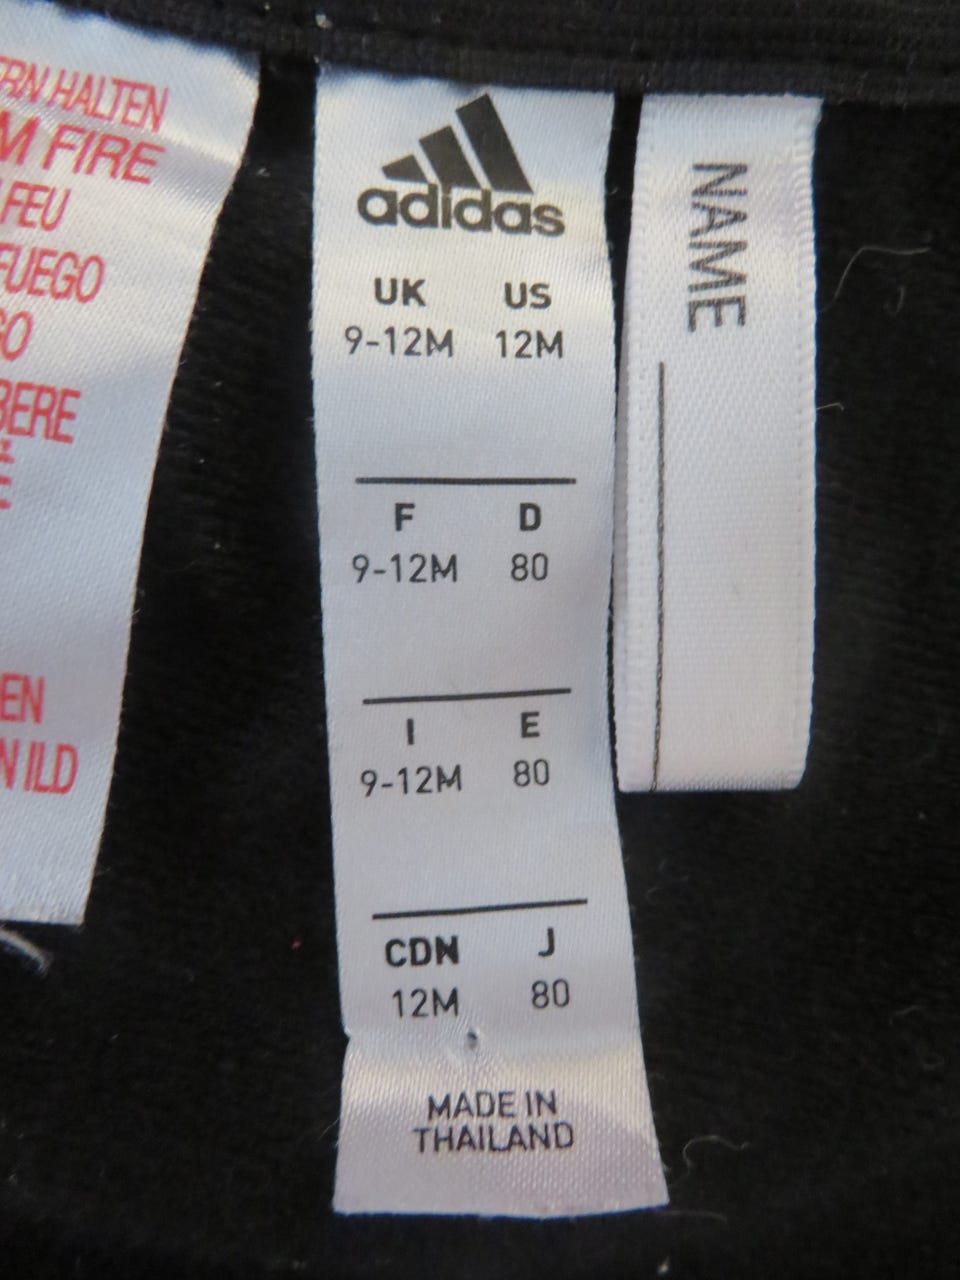 ERN HALTEN
M FIRE
FEU
FUEGO
GO
BERE
É
EN
N ILD
adidas
UK US
9-12M 12M
F D
9-12M 80
I E
9-12M 80
CDN J
12M 80
MADE IN
THAILAND
NAME